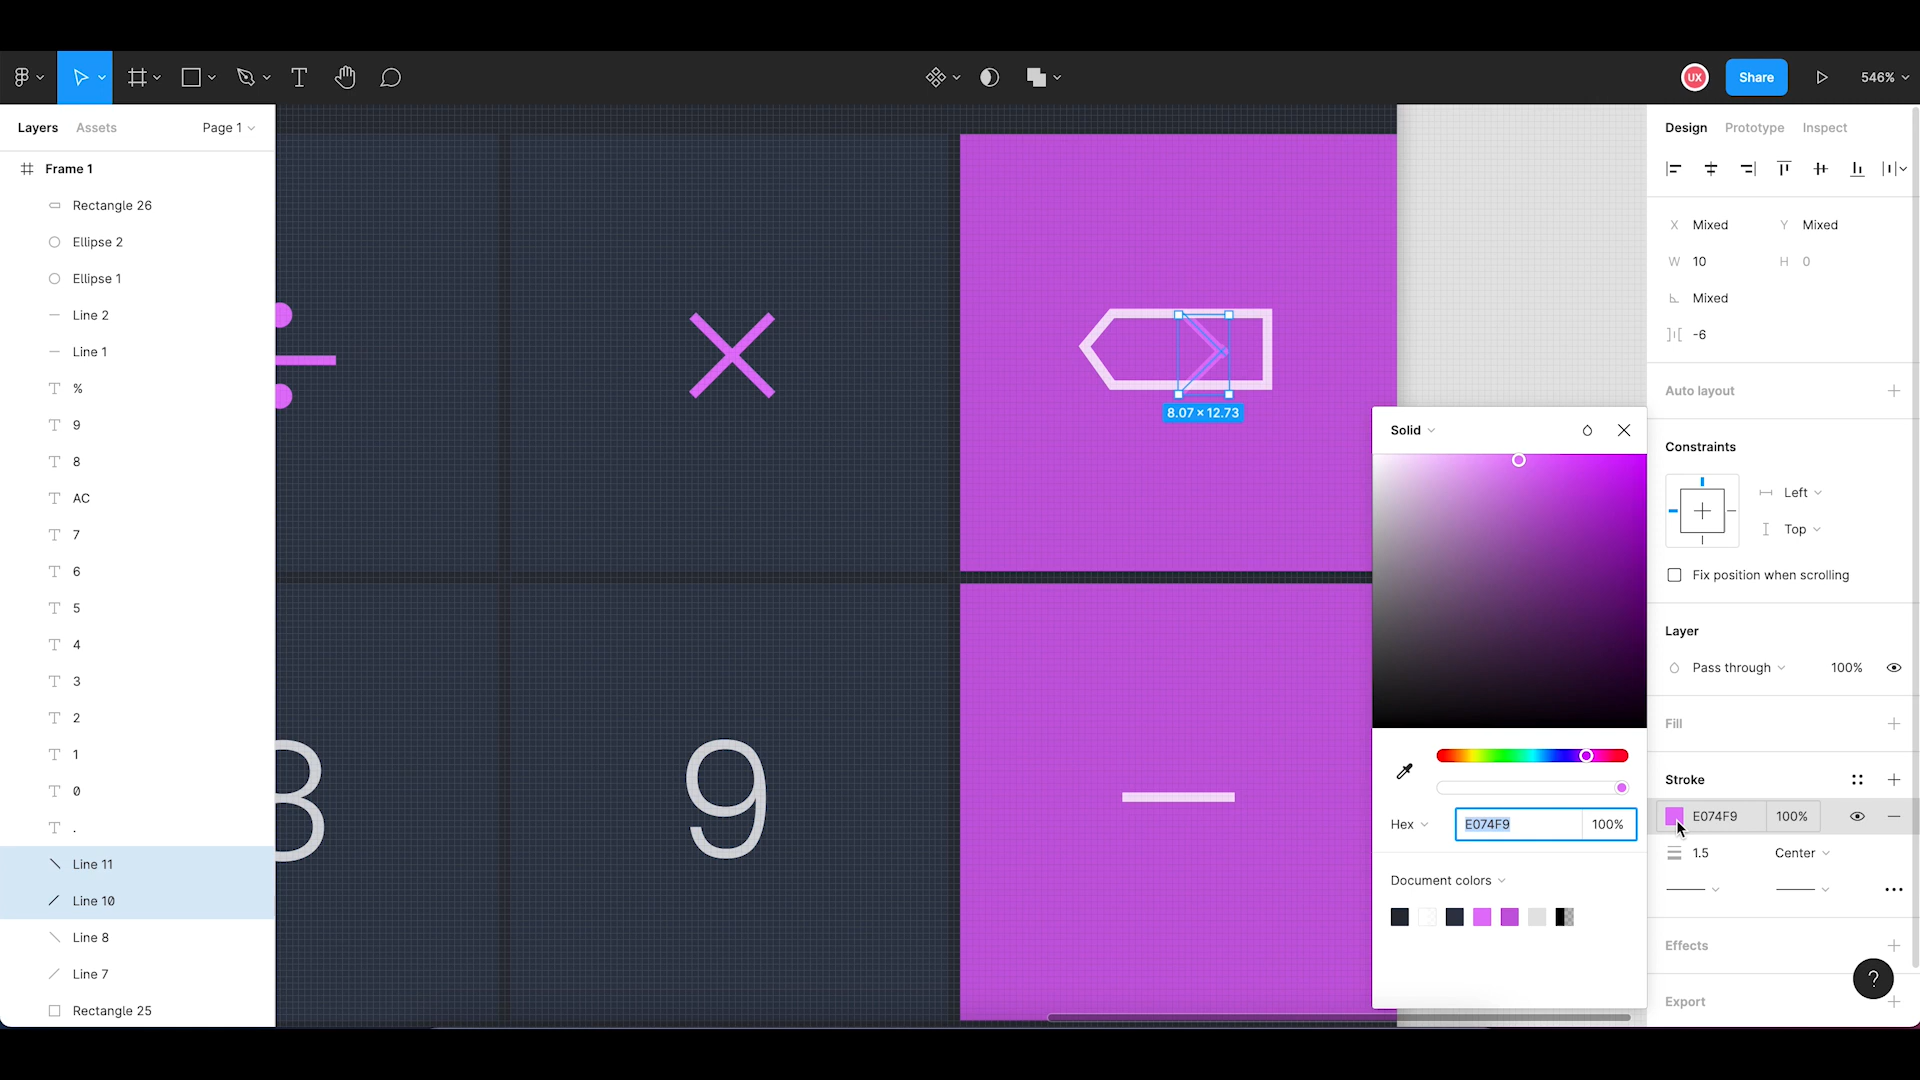 UX
Share
546%
Layers
Assets
Page 1
Design
Prototype
Inspect
Frame 1
Rectangle 26
Ellipse 2
Ellipse 1
Line 2
Line 1
T %
T 9
T 8
T AC
T 7
T 6
T 5
T 4
T 3
T 2
T 1
T 0
T .
Line 11
Line 10
Line 8
Line 7
Rectangle 25
8.07 × 12.73
8
9
Solid
Hex
E074F9
100%
Document colors
X Mixed
Y Mixed
W 10
H 0
Mixed
-6
Auto layout
Constraints
Left
Top
Fix position when scrolling
Layer
Pass through
100%
Fill
Stroke
E074F9
100%
1.5
Center
Effects
?
Export